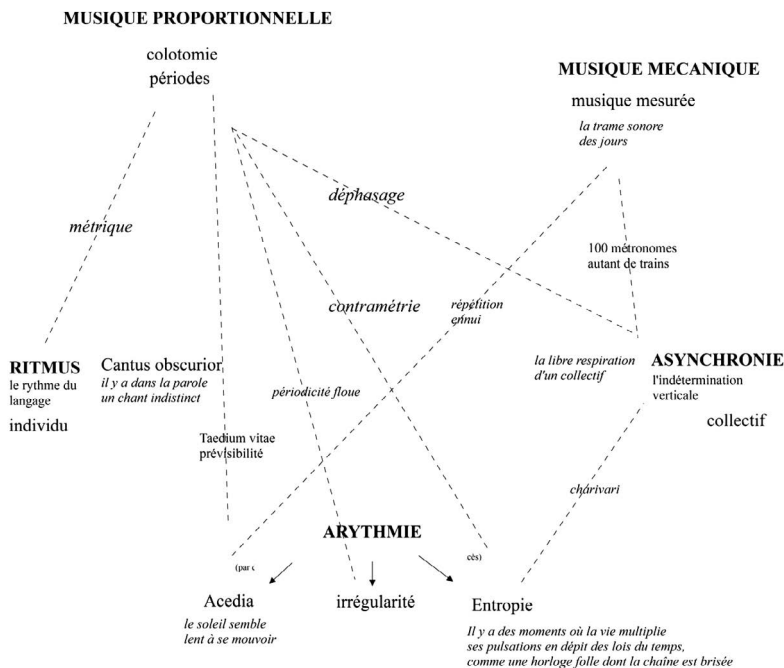 MUSIQUE PROPORTIONNELLE
colotomie
périodes
MUSIQUE MECANIQUE
musique mesurée
la trame sonore
des jours
déphasage
métrique
100 métronomes
autant de trains
contramétrie
répétition
ennui
RITMUS
le rythme du
langage
individu
Cantus obscurior
il y a dans la parole
un chant indistinct
périodicité floue
la libre respiration
d'un collectif
ASYNCHRONIE
l'indétermination
verticale
collectif
Taedium vitae
prévisibilité
charivari
ARYTHMIE
(par
cès)
Acedia
le soleil semble
lent à se mouvoir
irrégularité
Entropie
Il y a des moments où la vie multiplie
ses pulsations en dépit des lois du temps,
comme une horloge folle dont la chaîne est brisée